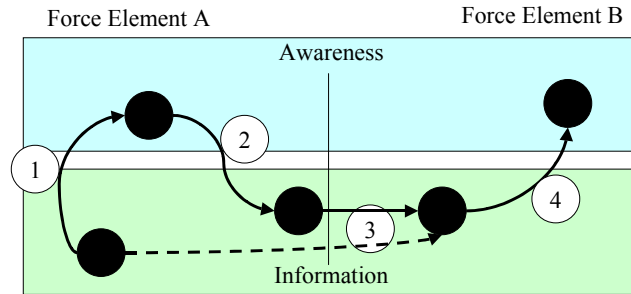 Force Element A
Force Element B
Awareness
2
1
4
3
Information